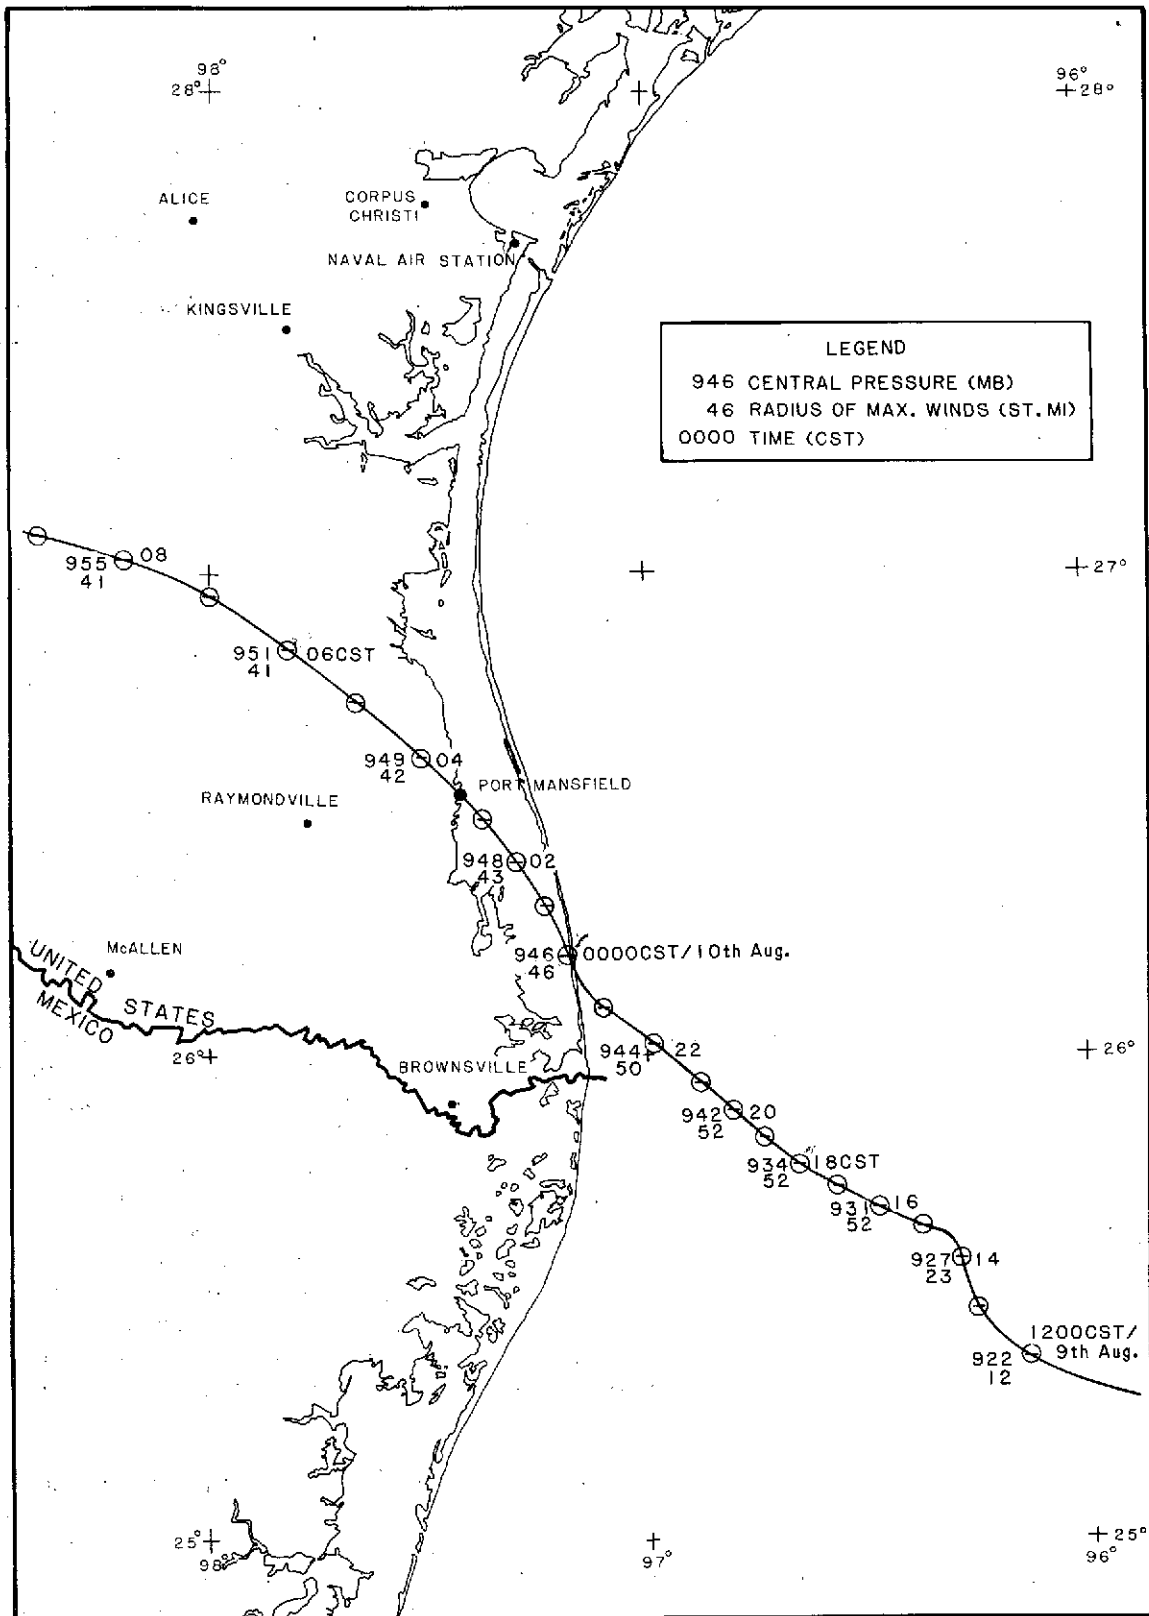 98°
28°
96°
28°
ALICE
CORPUS
CHRISTI
NAVAL AIR STATION
KINGSVILLE
LEGEND
946 CENTRAL PRESSURE (MB)
46 RADIUS OF MAX. WINDS (ST. MI)
0000 TIME (CST)
955
41
08
27°
951
41
06CST
949
42
04
PORT MANSFIELD
RAYMONDVILLE
948
43
02
McALLEN
946
46
0000CST/10th Aug.
UNITED
STATES
MEXICO
26°
944
50
22
26°
BROWNSVILLE
942
52
20
934
52
18CST
931
52
16
927
23
14
1200CST/
9th Aug.
922
12
25°
98°
97°
25°
96°